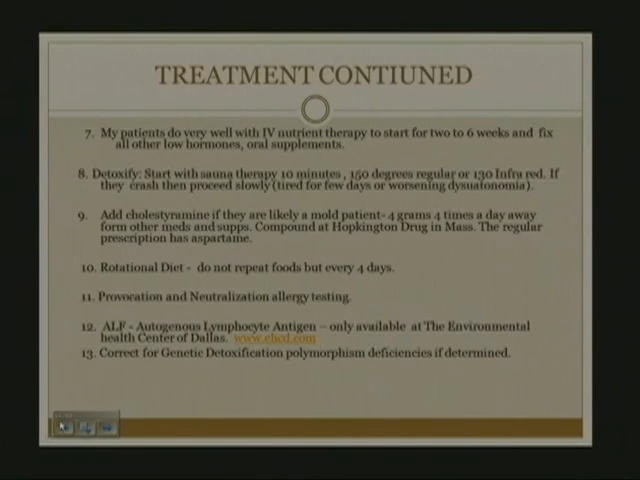 TREATMENT CONTIUNED
7. My patients do very well with IV nutrient therapy to start for two to 6 weeks and fix
all other low hormones, oral supplements.
8. Detoxify: Start with sauna therapy 10 minutes , 150 degrees regular or 130 Infra red. If
they crash then proceed slowly (tired for few days or worsening dysautonomia).
9. Add cholestyramine if they are likely a mold patient- 4 grams 4 times a day away
form other meds and supps. Compound at Hopkington Drug in Mass. The regular
prescription has aspartame.
10. Rotational Diet - do not repeat foods but every 4 days.
11. Provocation and Neutralization allergy testing.
12. ALF - Autogenous Lymphocyte Antigen – only available at The Environmental
health Center of Dallas. www.ehcd.com
13. Correct for Genetic Detoxification polymorphism deficiencies if determined.